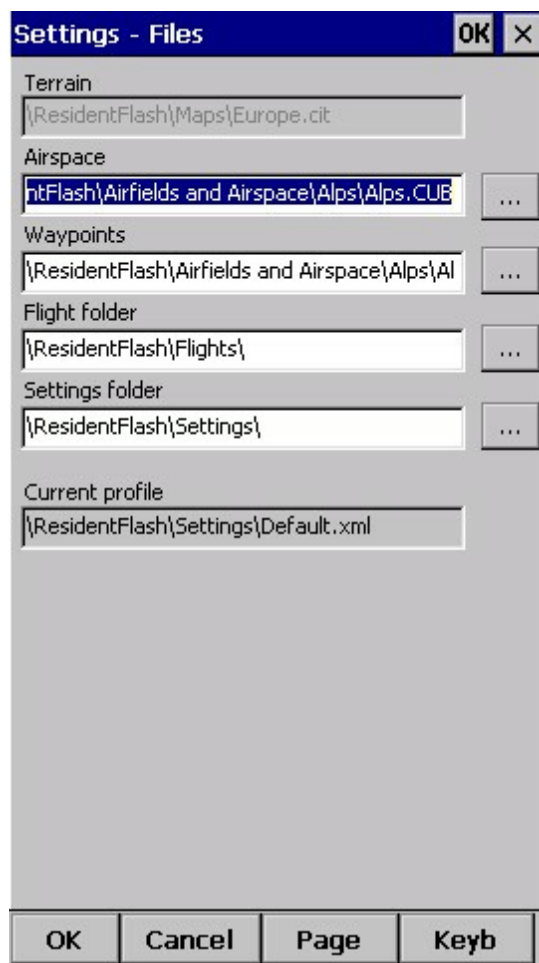 Settings - Files OK ×
Terrain
\ResidentFlash\Maps\Europe.cit
Airspace
ntFlash\Airfields and Airspace\Alps\Alps.CUB ...
Waypoints
\ResidentFlash\Airfields and Airspace\Alps\Al ...
Flight folder
\ResidentFlash\Flights\ ...
Settings folder
\ResidentFlash\Settings\ ...
Current profile
\ResidentFlash\Settings\Default.xml
OK Cancel Page Keyb